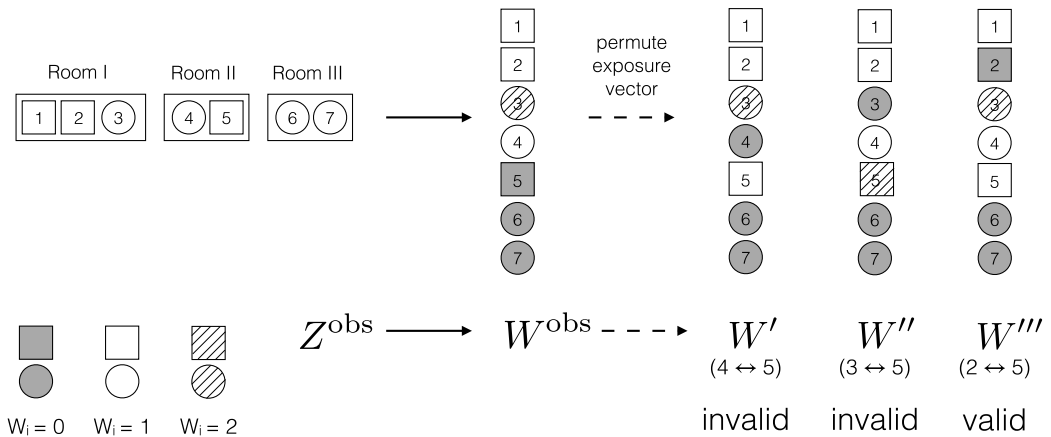 Room I
Room II
Room III
1 2 3
4 5
6 7
permute
exposure
vector
1
2
3
4
5
6
7
1
2
3
4
5
6
7
1
2
3
4
5
6
7
1
2
3
4
5
6
7
Z^obs
W^obs
W′
W″
W‴
(4 ↔ 5)
(3 ↔ 5)
(2 ↔ 5)
invalid
invalid
valid
Wᵢ = 0
Wᵢ = 1
Wᵢ = 2